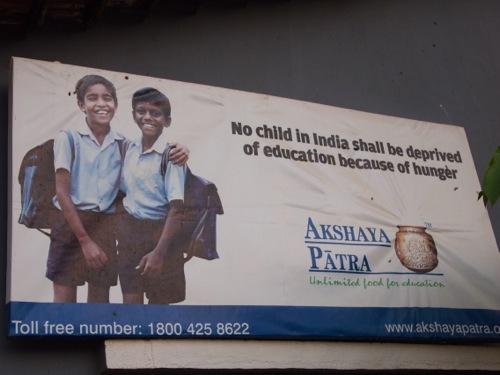 No child in India shall be deprived
of education because of hunger
AKSHAYA
PĀTRA
TM
Unlimited food for education
Toll free number: 1800 425 8622
www.akshayapatra.o